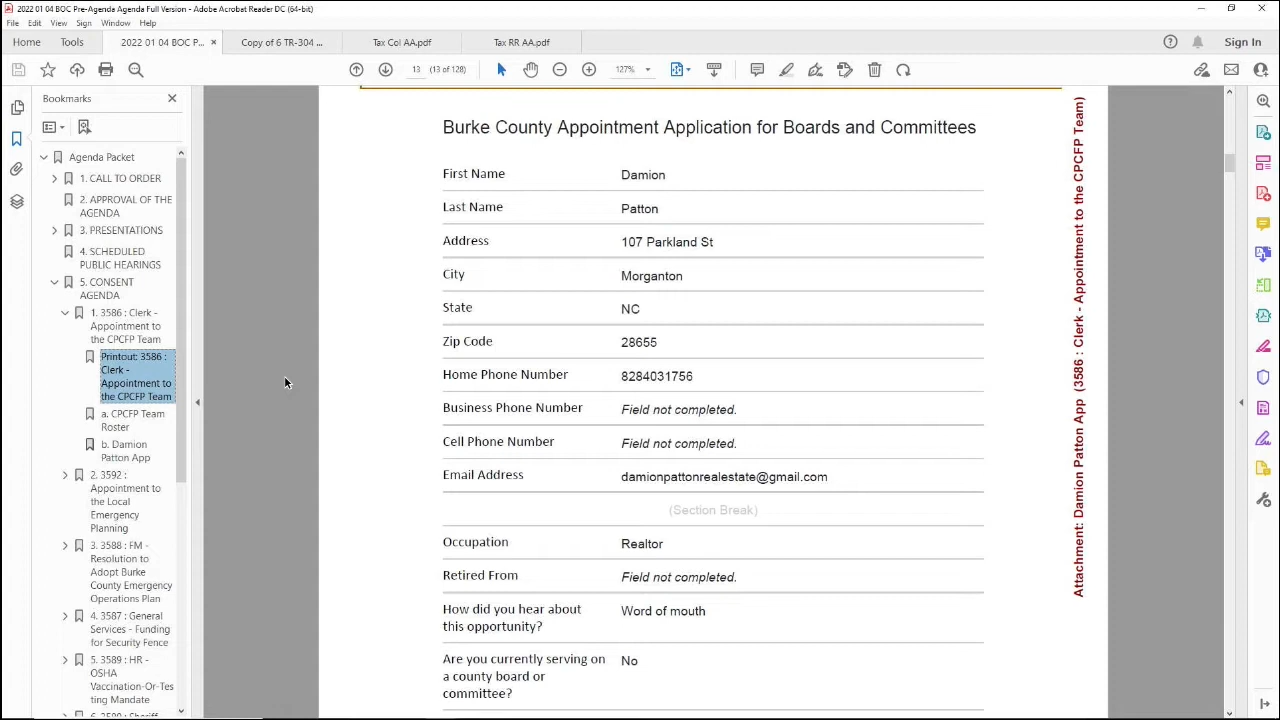 2022 01 04 BOC Pre-Agenda Agenda Full Version - Adobe Acrobat Reader DC (64-bit)
File Edit View Sign Window Help
Home Tools 2022 01 04 BOC P... × Copy of 6 TR-304 ... Tax Col AA.pdf Tax RR AA.pdf Sign In
13 (13 of 128) 127%
Bookmarks
Agenda Packet
1. CALL TO ORDER
2. APPROVAL OF THE
AGENDA
3. PRESENTATIONS
4. SCHEDULED
PUBLIC HEARINGS
5. CONSENT
AGENDA
1. 3586 : Clerk -
Appointment to
the CPCFP Team
Printout: 3586 :
Clerk -
Appointment to
the CPCFP Team
a. CPCFP Team
Roster
b. Damion
Patton App
2. 3592 :
Appointment to
the Local
Emergency
Planning
3. 3588 : FM -
Resolution to
Adopt Burke
County Emergency
Operations Plan
4. 3587 : General
Services - Funding
for Security Fence
5. 3589 : HR -
OSHA
Vaccination-Or-Tes
ting Mandate
6. 3590 : Sheriff
Burke County Appointment Application for Boards and Committees
First Name Damion
Last Name Patton
Address 107 Parkland St
City Morganton
State NC
Zip Code 28655
Home Phone Number 8284031756
Business Phone Number Field not completed.
Cell Phone Number Field not completed.
Email Address damionpattonrealestate@gmail.com
(Section Break)
Occupation Realtor
Retired From Field not completed.
How did you hear about Word of mouth
this opportunity?
Are you currently serving on No
a county board or
committee?
Attachment: Damion Patton App (3586 : Clerk - Appointment to the CPCFP Team)